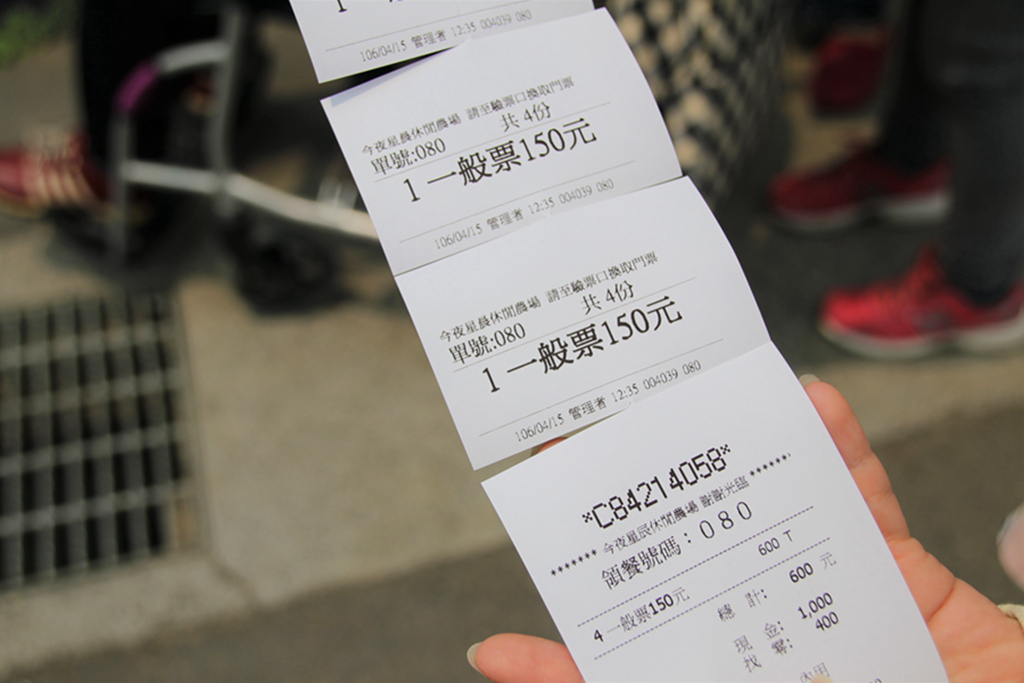 1
106/04/15 管理者 12:35 004039 080
今夜星辰休閒農場 請至驗票口換取門票
單號:080 共 4份
1 一般票150元
106/04/15 管理者 12:35 004039 080
今夜星辰休閒農場 請至驗票口換取門票
單號:080 共 4份
1 一般票150元
106/04/15 管理者 12:35 004039 080
*C84214058*
******* 今夜星辰休閒農場 謝謝光臨 *******
領餐號碼：080
600 T
4 一般票150元
總 計: 600 元
現 金: 1,000
找 零: 400
內用